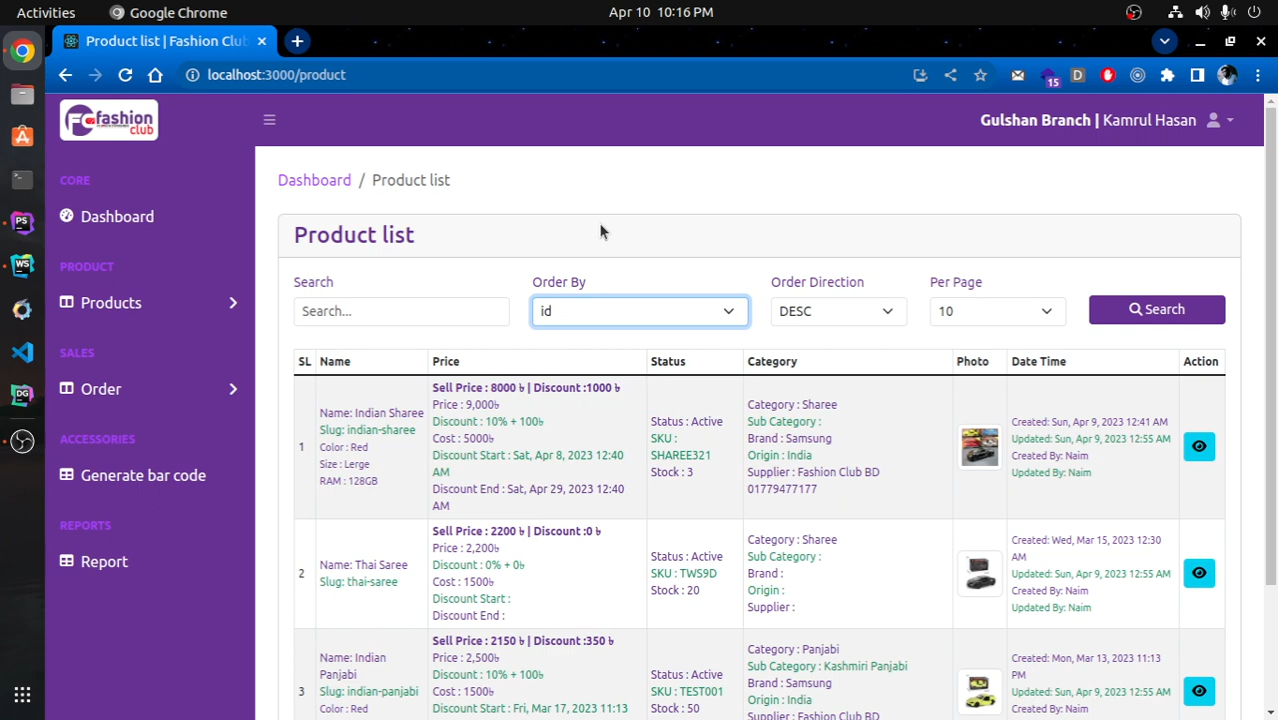 Activities
Google Chrome
Apr 10 10:16 PM
Product list | Fashion Clu
localhost:3000/product
15
D
FC fashion club
Gulshan Branch | Kamrul Hasan
CORE
Dashboard
PRODUCT
Products
SALES
Order
ACCESSORIES
Generate bar code
REPORTS
Report
PS
WS
DG
Dashboard / Product list
Product list
Search
Order By
Order Direction
Per Page
Search...
id
DESC
10
Search
SL
Name
Price
Status
Category
Photo
Date Time
Action
1
Name: Indian Sharee
Slug: indian-sharee
Color : Red
Size : Lerge
RAM : 128GB
Sell Price : 8000 ৳ | Discount :1000 ৳
Price : 9,000৳
Discount : 10% + 100৳
Cost : 5000৳
Discount Start : Sat, Apr 8, 2023 12:40
AM
Discount End : Sat, Apr 29, 2023 12:40
AM
Status : Active
SKU :
SHAREE321
Stock : 3
Category : Sharee
Sub Category :
Brand : Samsung
Origin : India
Supplier : Fashion Club BD
01779477177
Created: Sun, Apr 9, 2023 12:41 AM
Updated: Sun, Apr 9, 2023 12:55 AM
Created By: Naim
Updated By: Naim
2
Name: Thai Saree
Slug: thai-saree
Sell Price : 2200 ৳ | Discount :0 ৳
Price : 2,200৳
Discount : 0% + 0৳
Cost : 1500৳
Discount Start :
Discount End :
Status : Active
SKU : TWS9D
Stock : 20
Category : Sharee
Sub Category :
Brand :
Origin :
Supplier :
Created: Wed, Mar 15, 2023 12:30
AM
Updated: Sun, Apr 9, 2023 12:55 AM
Created By: Naim
Updated By: Naim
3
Name: Indian
Panjabi
Slug: indian-panjabi
Color : Red
Sell Price : 2150 ৳ | Discount :350 ৳
Price : 2,500৳
Discount : 10% + 100৳
Cost : 1500৳
Discount Start : Fri, Mar 17, 2023 11:13
Status : Active
SKU : TEST001
Stock : 50
Category : Panjabi
Sub Category : Kashmiri Panjabi
Brand : Samsung
Origin : India
Supplier : Fashion Club BD
Created: Mon, Mar 13, 2023 11:13
PM
Updated: Sun, Apr 9, 2023 12:55 AM
Created By: Naim